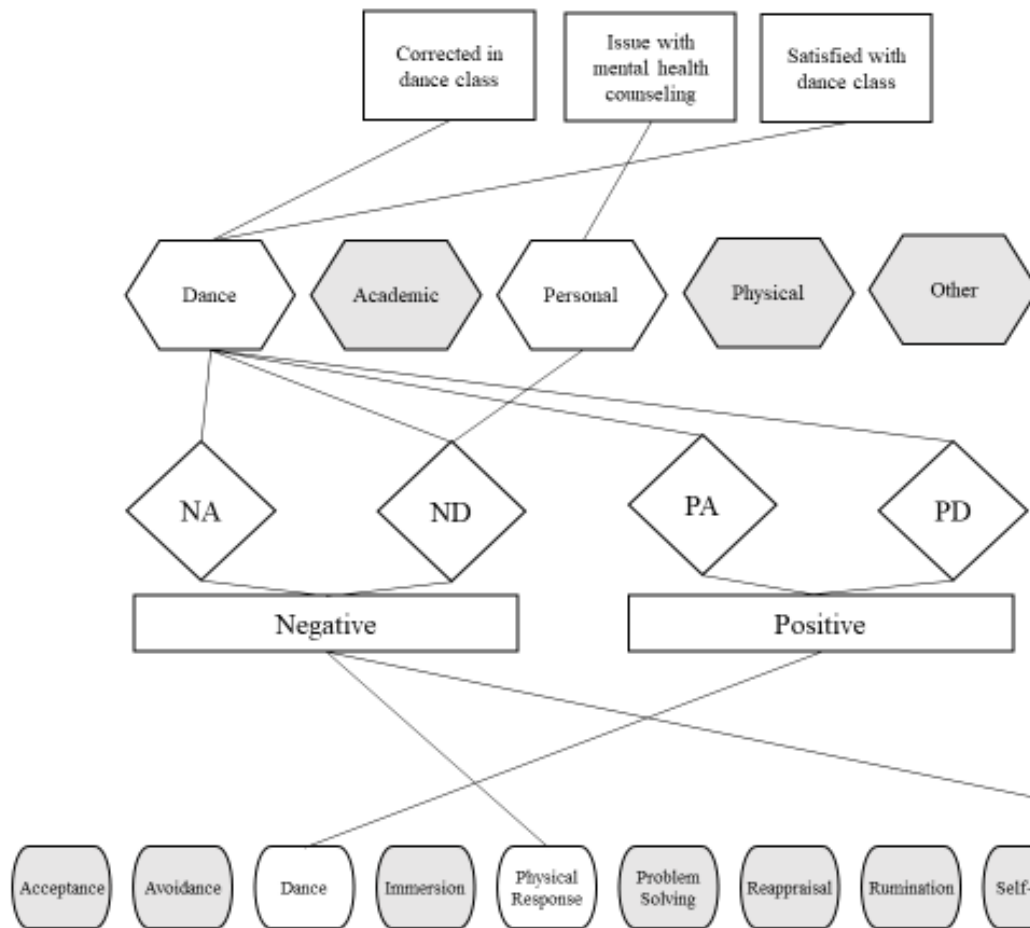 Corrected in
dance class
Issue with
mental health
counseling
Satisfied with
dance class
Dance
Academic
Personal
Physical
Other
NA
ND
PA
PD
Negative
Positive
Acceptance
Avoidance
Dance
Immersion
Physical
Response
Problem
Solving
Reappraisal
Rumination
Self-